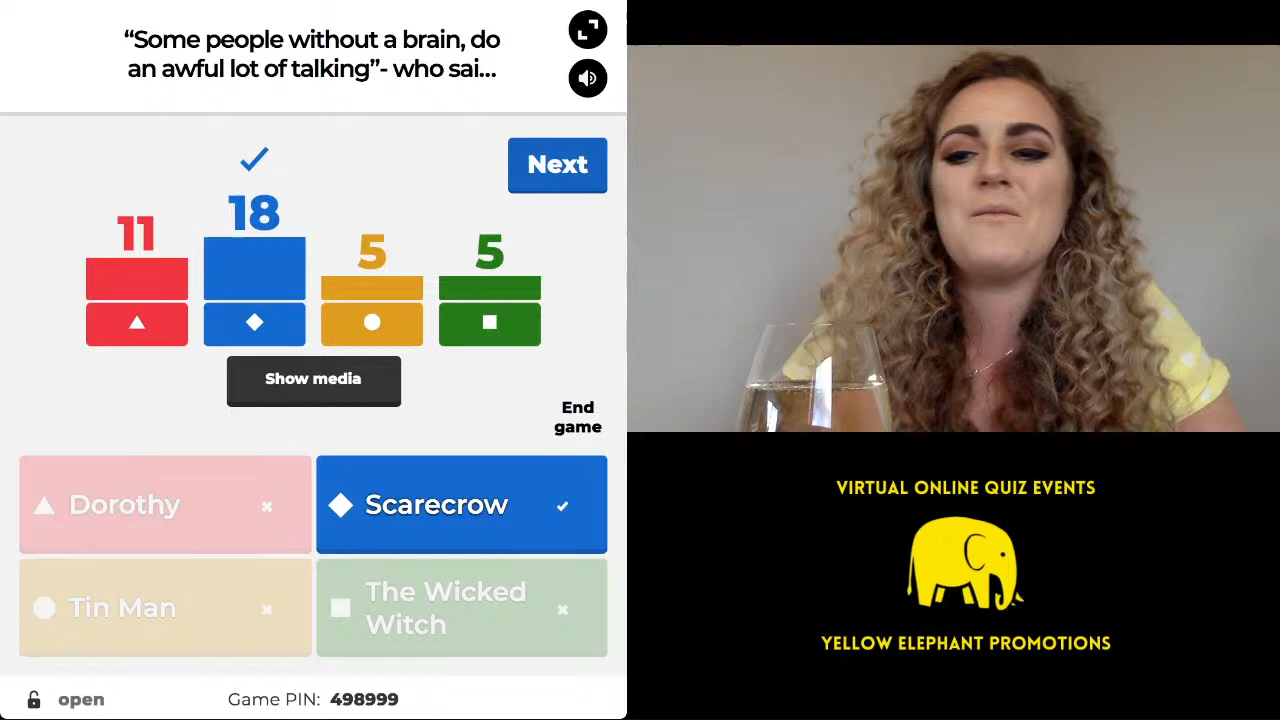 “Some people without a brain, do
an awful lot of talking”- who sai...
Next
11
18
5
5
Show media
End
game
Dorothy
Scarecrow
Tin Man
The Wicked
Witch
open
Game PIN: 498999
VIRTUAL ONLINE QUIZ EVENTS
YELLOW ELEPHANT PROMOTIONS